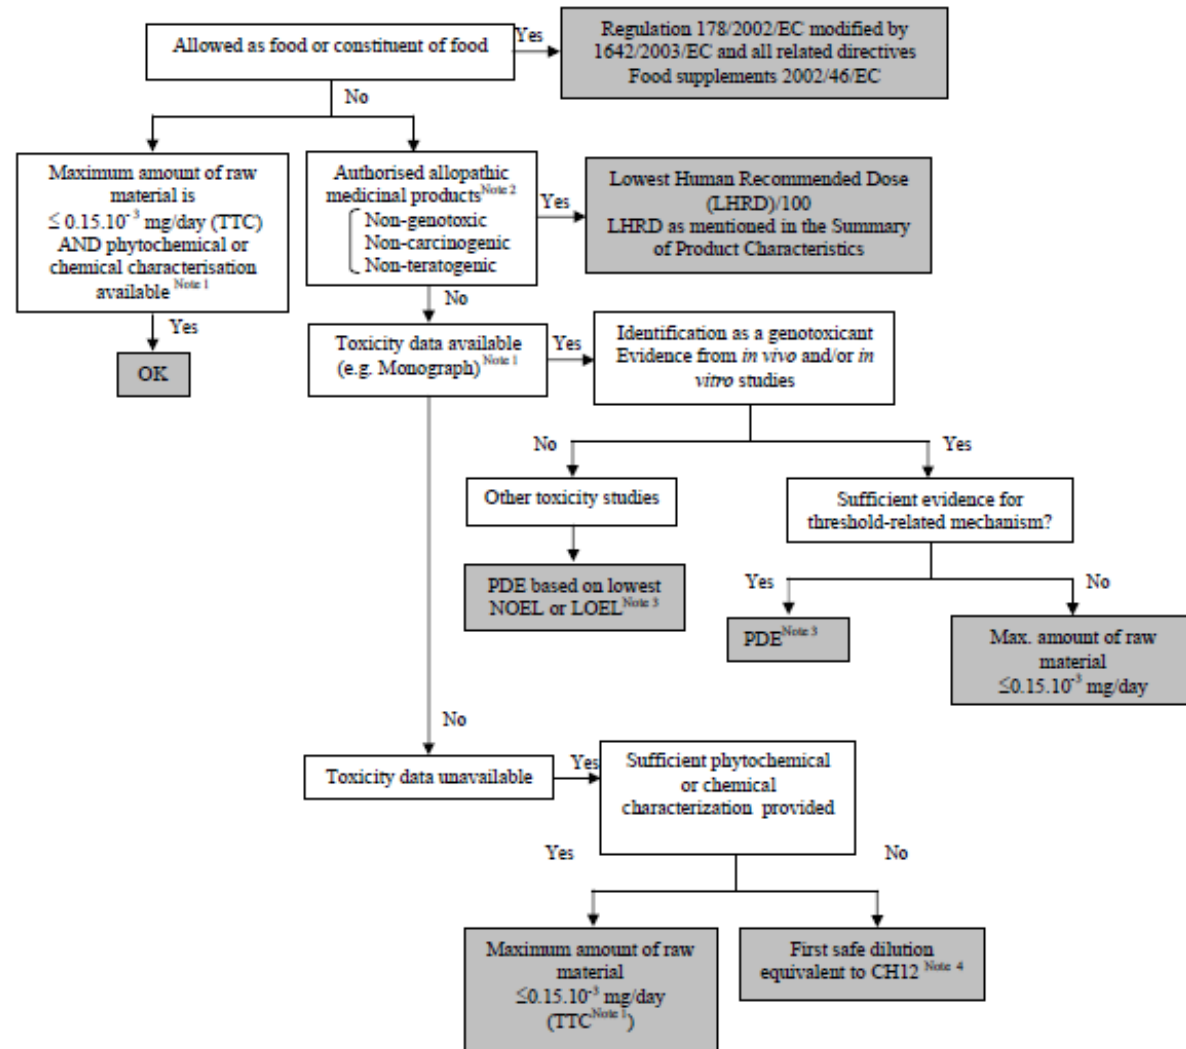 Allowed as food or constituent of food
Yes
Regulation 178/2002/EC modified by
1642/2003/EC and all related directives
Food supplements 2002/46/EC
No
Maximum amount of raw
material is
≤ 0.15.10⁻³ mg/day (TTC)
AND phytochemical or
chemical characterisation
available Note 1
Yes
OK
Authorised allopathic
medicinal products Note 2
Non-genotoxic
Non-carcinogenic
Non-teratogenic
Yes
Lowest Human Recommended Dose
(LHRD)/100
LHRD as mentioned in the Summary
of Product Characteristics
No
Toxicity data available
(e.g. Monograph) Note 1
Yes
Identification as a genotoxicant
Evidence from in vivo and/or in
vitro studies
No
Yes
Other toxicity studies
Sufficient evidence for
threshold-related mechanism?
PDE based on lowest
NOEL or LOEL Note 3
Yes
No
PDE Note 3
Max. amount of raw
material
≤0.15.10⁻³ mg/day
No
Toxicity data unavailable
Yes
Sufficient phytochemical
or chemical
characterization provided
Yes
No
Maximum amount of raw
material
≤0.15.10⁻³ mg/day
(TTC Note 1)
First safe dilution
equivalent to CH12 Note 4